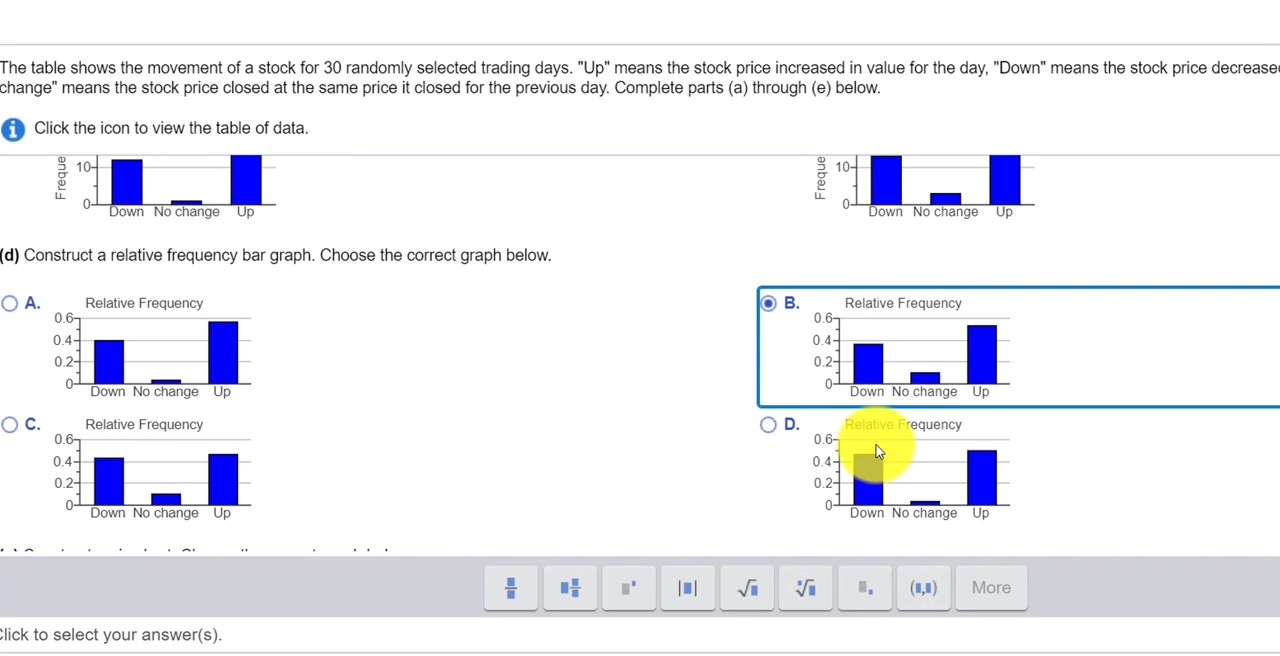 The table shows the movement of a stock for 30 randomly selected trading days. "Up" means the stock price increased in value for the day, "Down" means the stock price decrease
change" means the stock price closed at the same price it closed for the previous day. Complete parts (a) through (e) below.
Click the icon to view the table of data.
Freque
10
0
Down No change Up
Freque
10
0
Down No change Up
(d) Construct a relative frequency bar graph. Choose the correct graph below.
A.
Relative Frequency
0.6
0.4
0.2
0
Down No change Up
B.
Relative Frequency
0.6
0.4
0.2
0
Down No change Up
C.
Relative Frequency
0.6
0.4
0.2
0
Down No change Up
D.
Relative Frequency
0.6
0.4
0.2
0
Down No change Up
(,)
More
Click to select your answer(s).